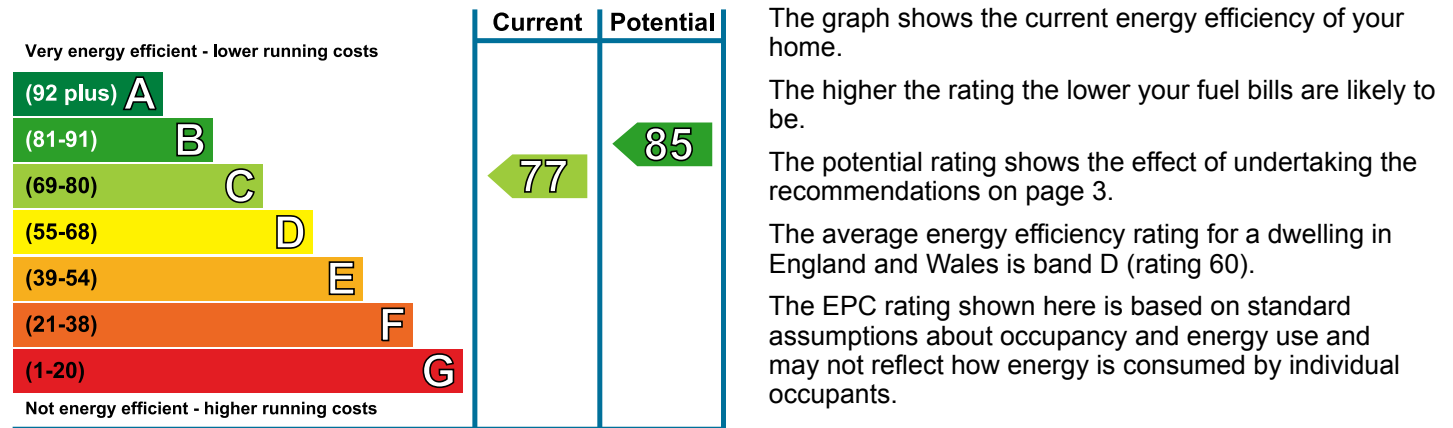 Current Potential
Very energy efficient - lower running costs
(92 plus) A
(81-91) B
(69-80) C
(55-68) D
(39-54) E
(21-38) F
(1-20) G
Not energy efficient - higher running costs
77
85
The graph shows the current energy efficiency of your
home.
The higher the rating the lower your fuel bills are likely to
be.
The potential rating shows the effect of undertaking the
recommendations on page 3.
The average energy efficiency rating for a dwelling in
England and Wales is band D (rating 60).
The EPC rating shown here is based on standard
assumptions about occupancy and energy use and
may not reflect how energy is consumed by individual
occupants.